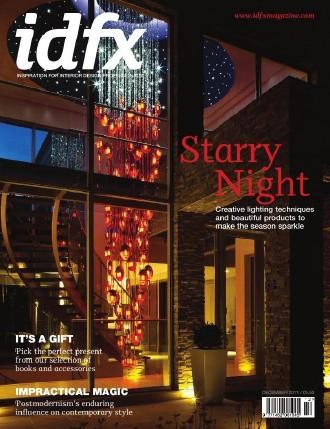 www.idfxmagazine.com
idfx
INSPIRATION FOR INTERIOR DESIGN PROFESSIONALS
Starry
Night
Creative lighting techniques
and beautiful products to
make the season sparkle
IT'S A GIFT
Pick the perfect present
from our selection of
books and accessories
IMPRACTICAL MAGIC
Postmodernism's enduring
influence on contemporary style
DECEMBER 2011